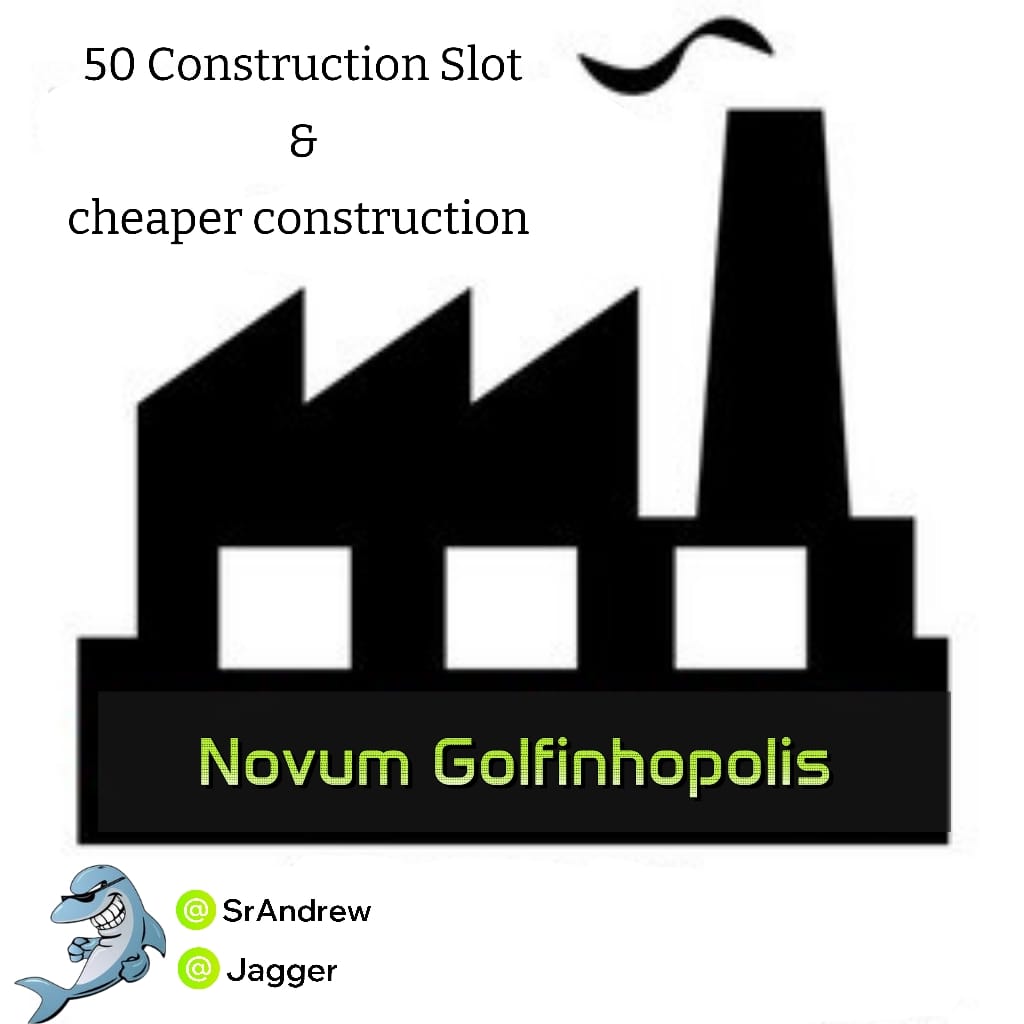 50 Construction Slot
&
cheaper construction
Novum Golfinhopolis
@ SrAndrew
@ Jagger